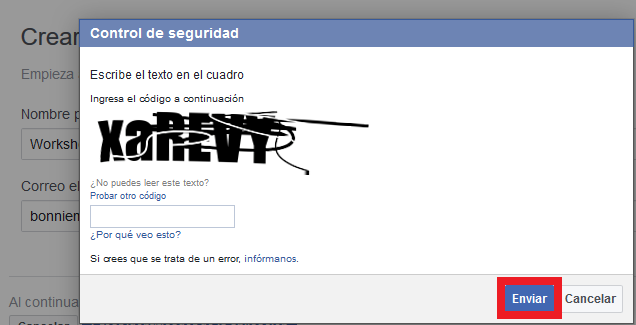 Crear
Control de seguridad
Escribe el texto en el cuadro
Empieza
Ingresa el código a continuación
Nombre p
xaREVY
Worksho
¿No puedes leer este texto?
Correo el
Probar otro código
bonniem
¿Por qué veo esto?
Si crees que se trata de un error, infórmanos.
Al continua
Enviar
Cancelar